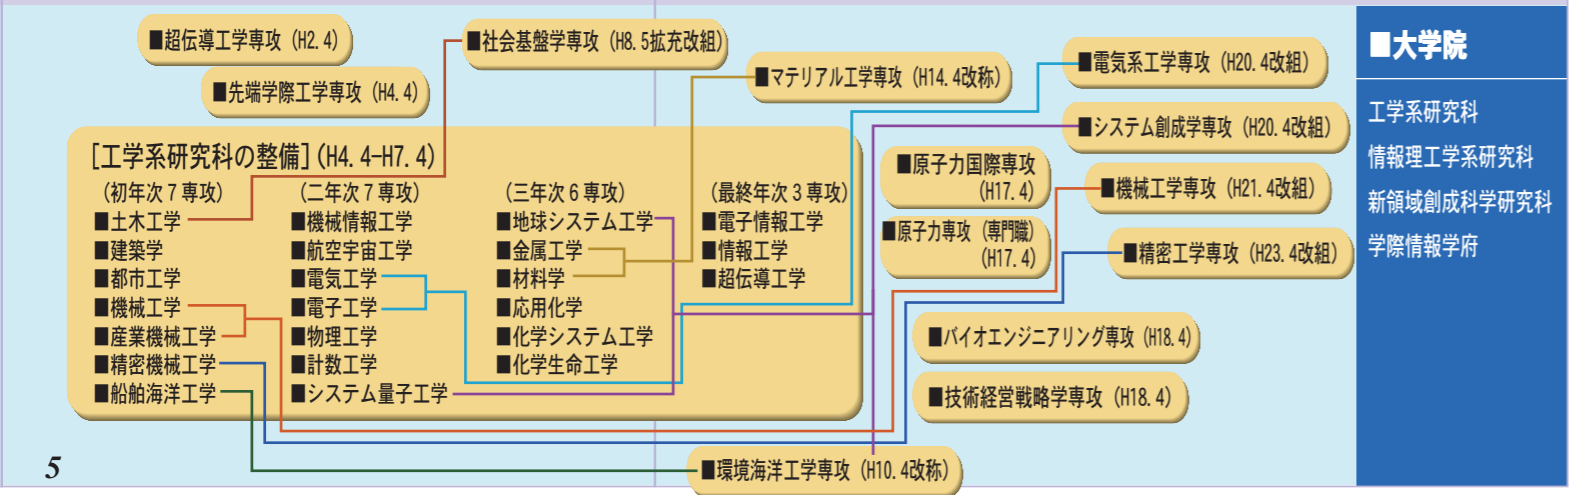 ■超伝導工学専攻（H2.4）
■先端学際工学専攻（H4.4）
■社会基盤学専攻（H8.5拡充改組）
■マテリアル工学専攻（H14.4改称）
■電気系工学専攻（H20.4改組）
■システム創成学専攻（H20.4改組）
■原子力国際専攻
（H17.4）
■原子力専攻（専門職）
（H17.4）
■機械工学専攻（H21.4改組）
■精密工学専攻（H23.4改組）
■バイオエンジニアリング専攻（H18.4）
■技術経営戦略学専攻（H18.4）
■環境海洋工学専攻（H10.4改称）
［工学系研究科の整備］（H4.4−H7.4）
（初年次７専攻）
■土木工学
■建築学
■都市工学
■機械工学
■産業機械工学
■精密機械工学
■船舶海洋工学
（二年次７専攻）
■機械情報工学
■航空宇宙工学
■電気工学
■電子工学
■物理工学
■計数工学
■システム量子工学
（三年次６専攻）
■地球システム工学
■金属工学
■材料学
■応用化学
■化学システム工学
■化学生命工学
（最終年次３専攻）
■電子情報工学
■情報工学
■超伝導工学
■大学院
工学系研究科
情報理工学系研究科
新領域創成科学研究科
学際情報学府
5